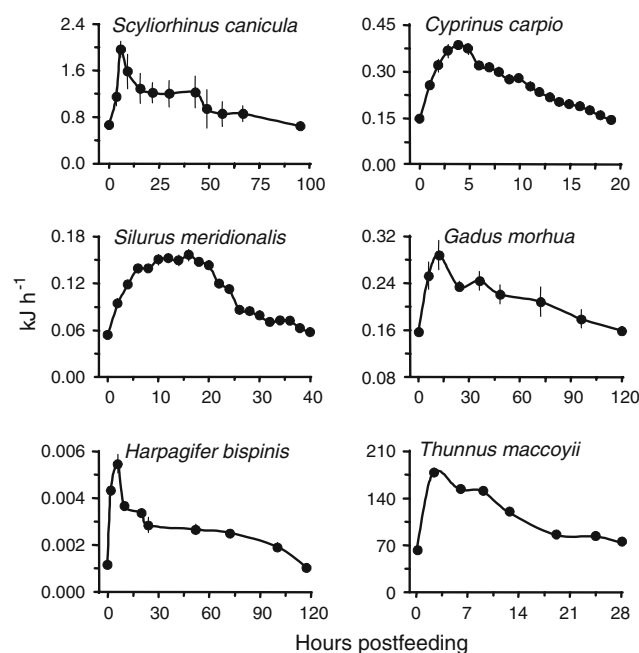 Scyliorhinus canicula
2.4
1.6
0.8
0.0
0 25 50 75 100
Cyprinus carpio
0.45
0.30
0.15
0.00
0 5 10 15 20
Silurus meridionalis
0.18
0.12
0.06
0.00
0 10 20 30 40
Gadus morhua
0.32
0.24
0.16
0.08
0 30 60 90 120
kJ h⁻¹
Harpagifer bispinis
0.006
0.004
0.002
0.000
0 30 60 90 120
Thunnus maccoyii
210
140
70
0
0 7 14 21 28
Hours postfeeding